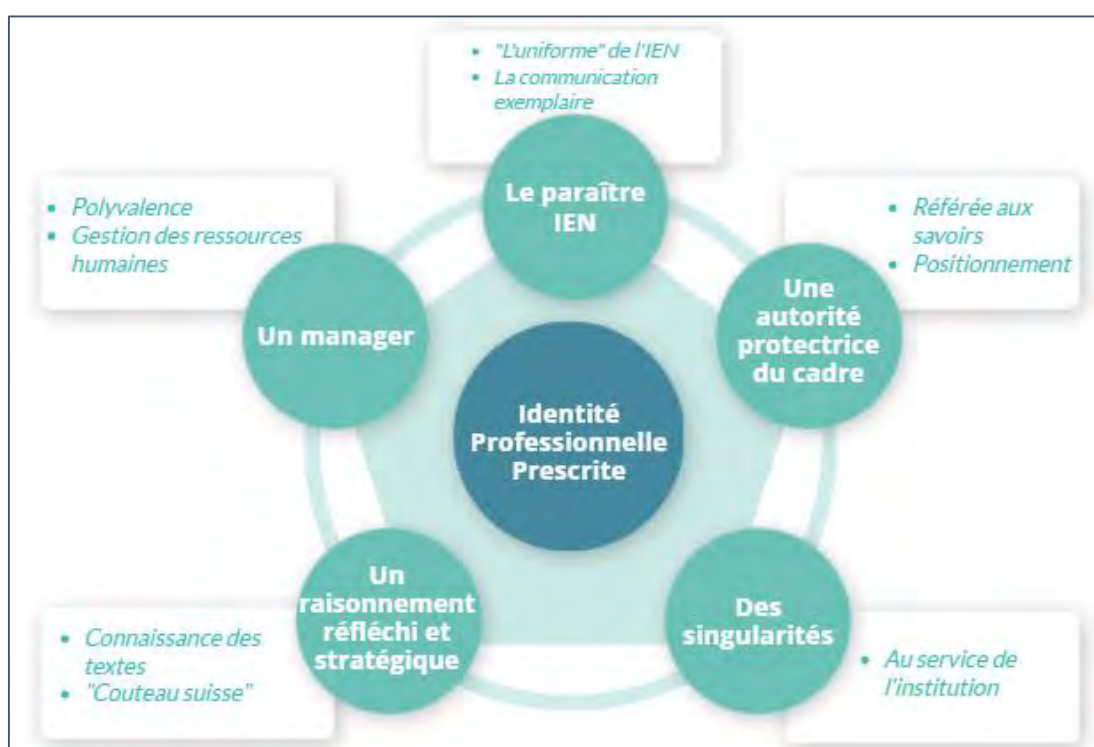 • "L'uniforme" de l'IEN
• La communication
exemplaire
Le paraître
IEN
• Polyvalence
• Gestion des ressources
humaines
Un manager
• Référée aux
savoirs
• Positionnement
Une
autorité
protectrice
du cadre
Identité
Professionnelle
Prescrite
Un
raisonnement
réfléchi et
stratégique
• Connaissance des
textes
• "Couteau suisse"
Des
singularités
• Au service de
l'institution